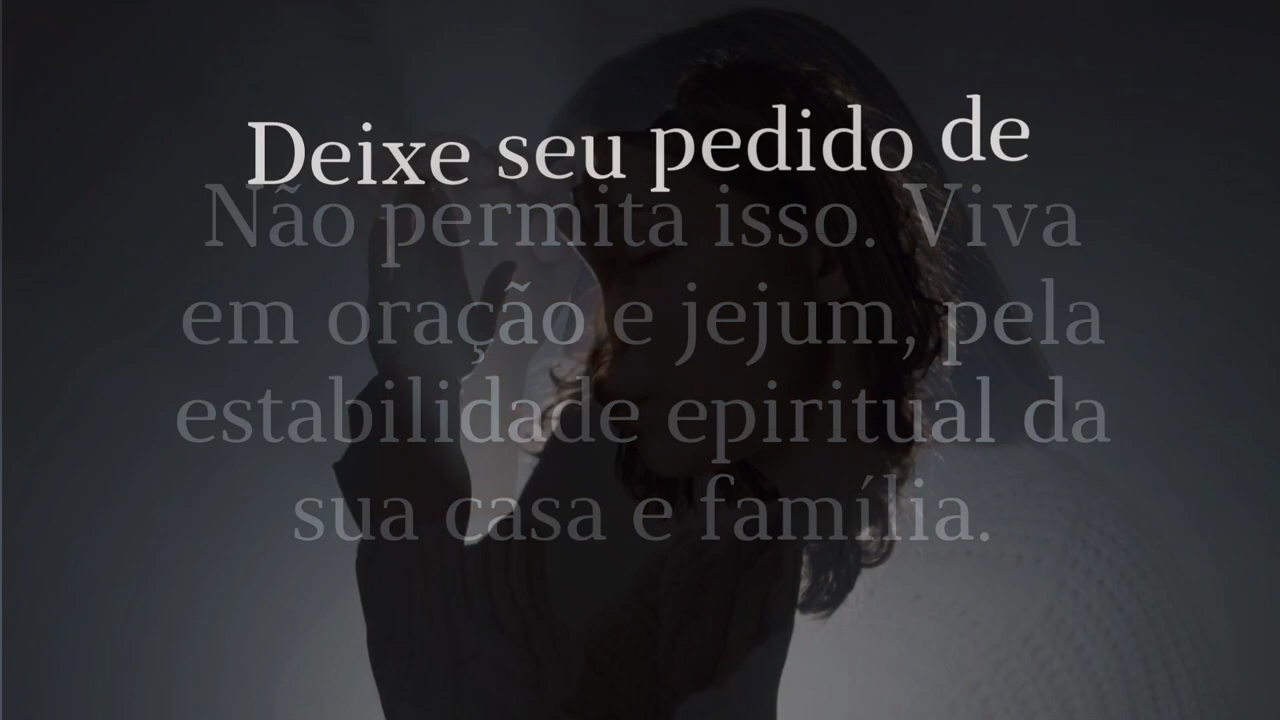 Deixe seu pedido de
Não permita isso. Viva
em oração e jejum, pela
estabilidade epiritual da
sua casa e família.